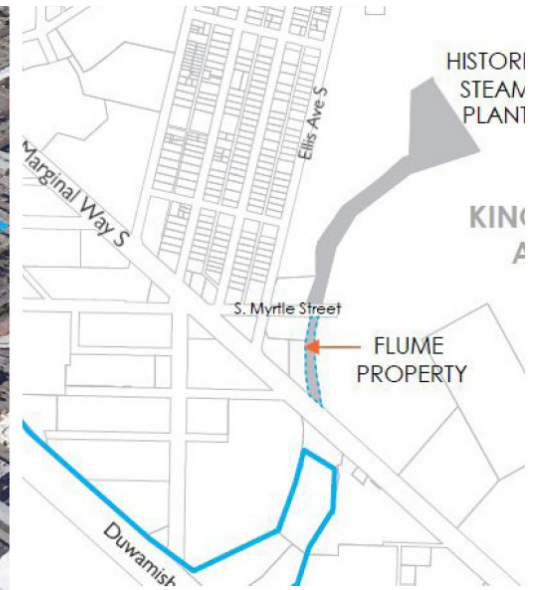 HISTORI
STEAM
PLANT
Ellis Ave S
Marginal Way S
KING
A
S. Myrtle Street
FLUME
PROPERTY
Duwamish